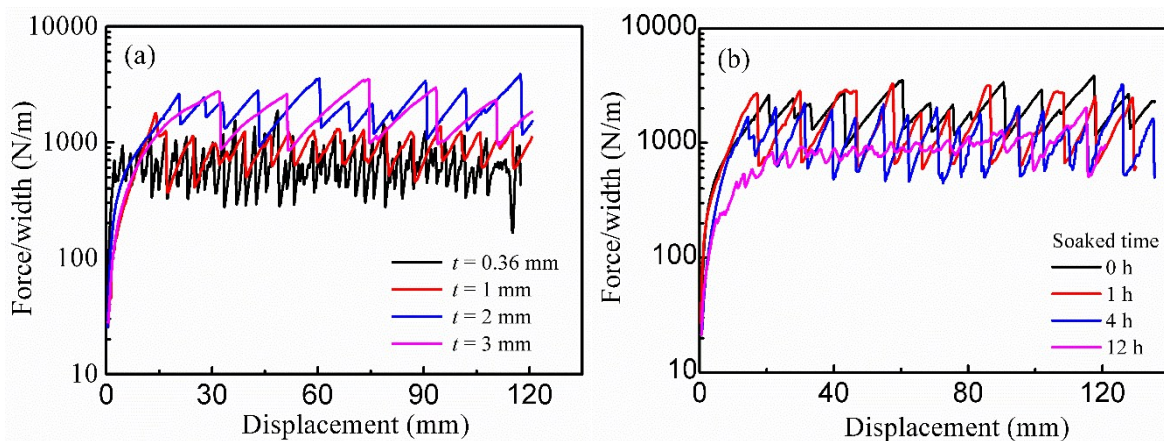 (a)
10000
1000
100
10
Force/width (N/m)
t = 0.36 mm
t = 1 mm
t = 2 mm
t = 3 mm
0 30 60 90 120
Displacement (mm)
(b)
10000
1000
100
10
Force/width (N/m)
Soaked time
0 h
1 h
4 h
12 h
0 40 80 120
Displacement (mm)